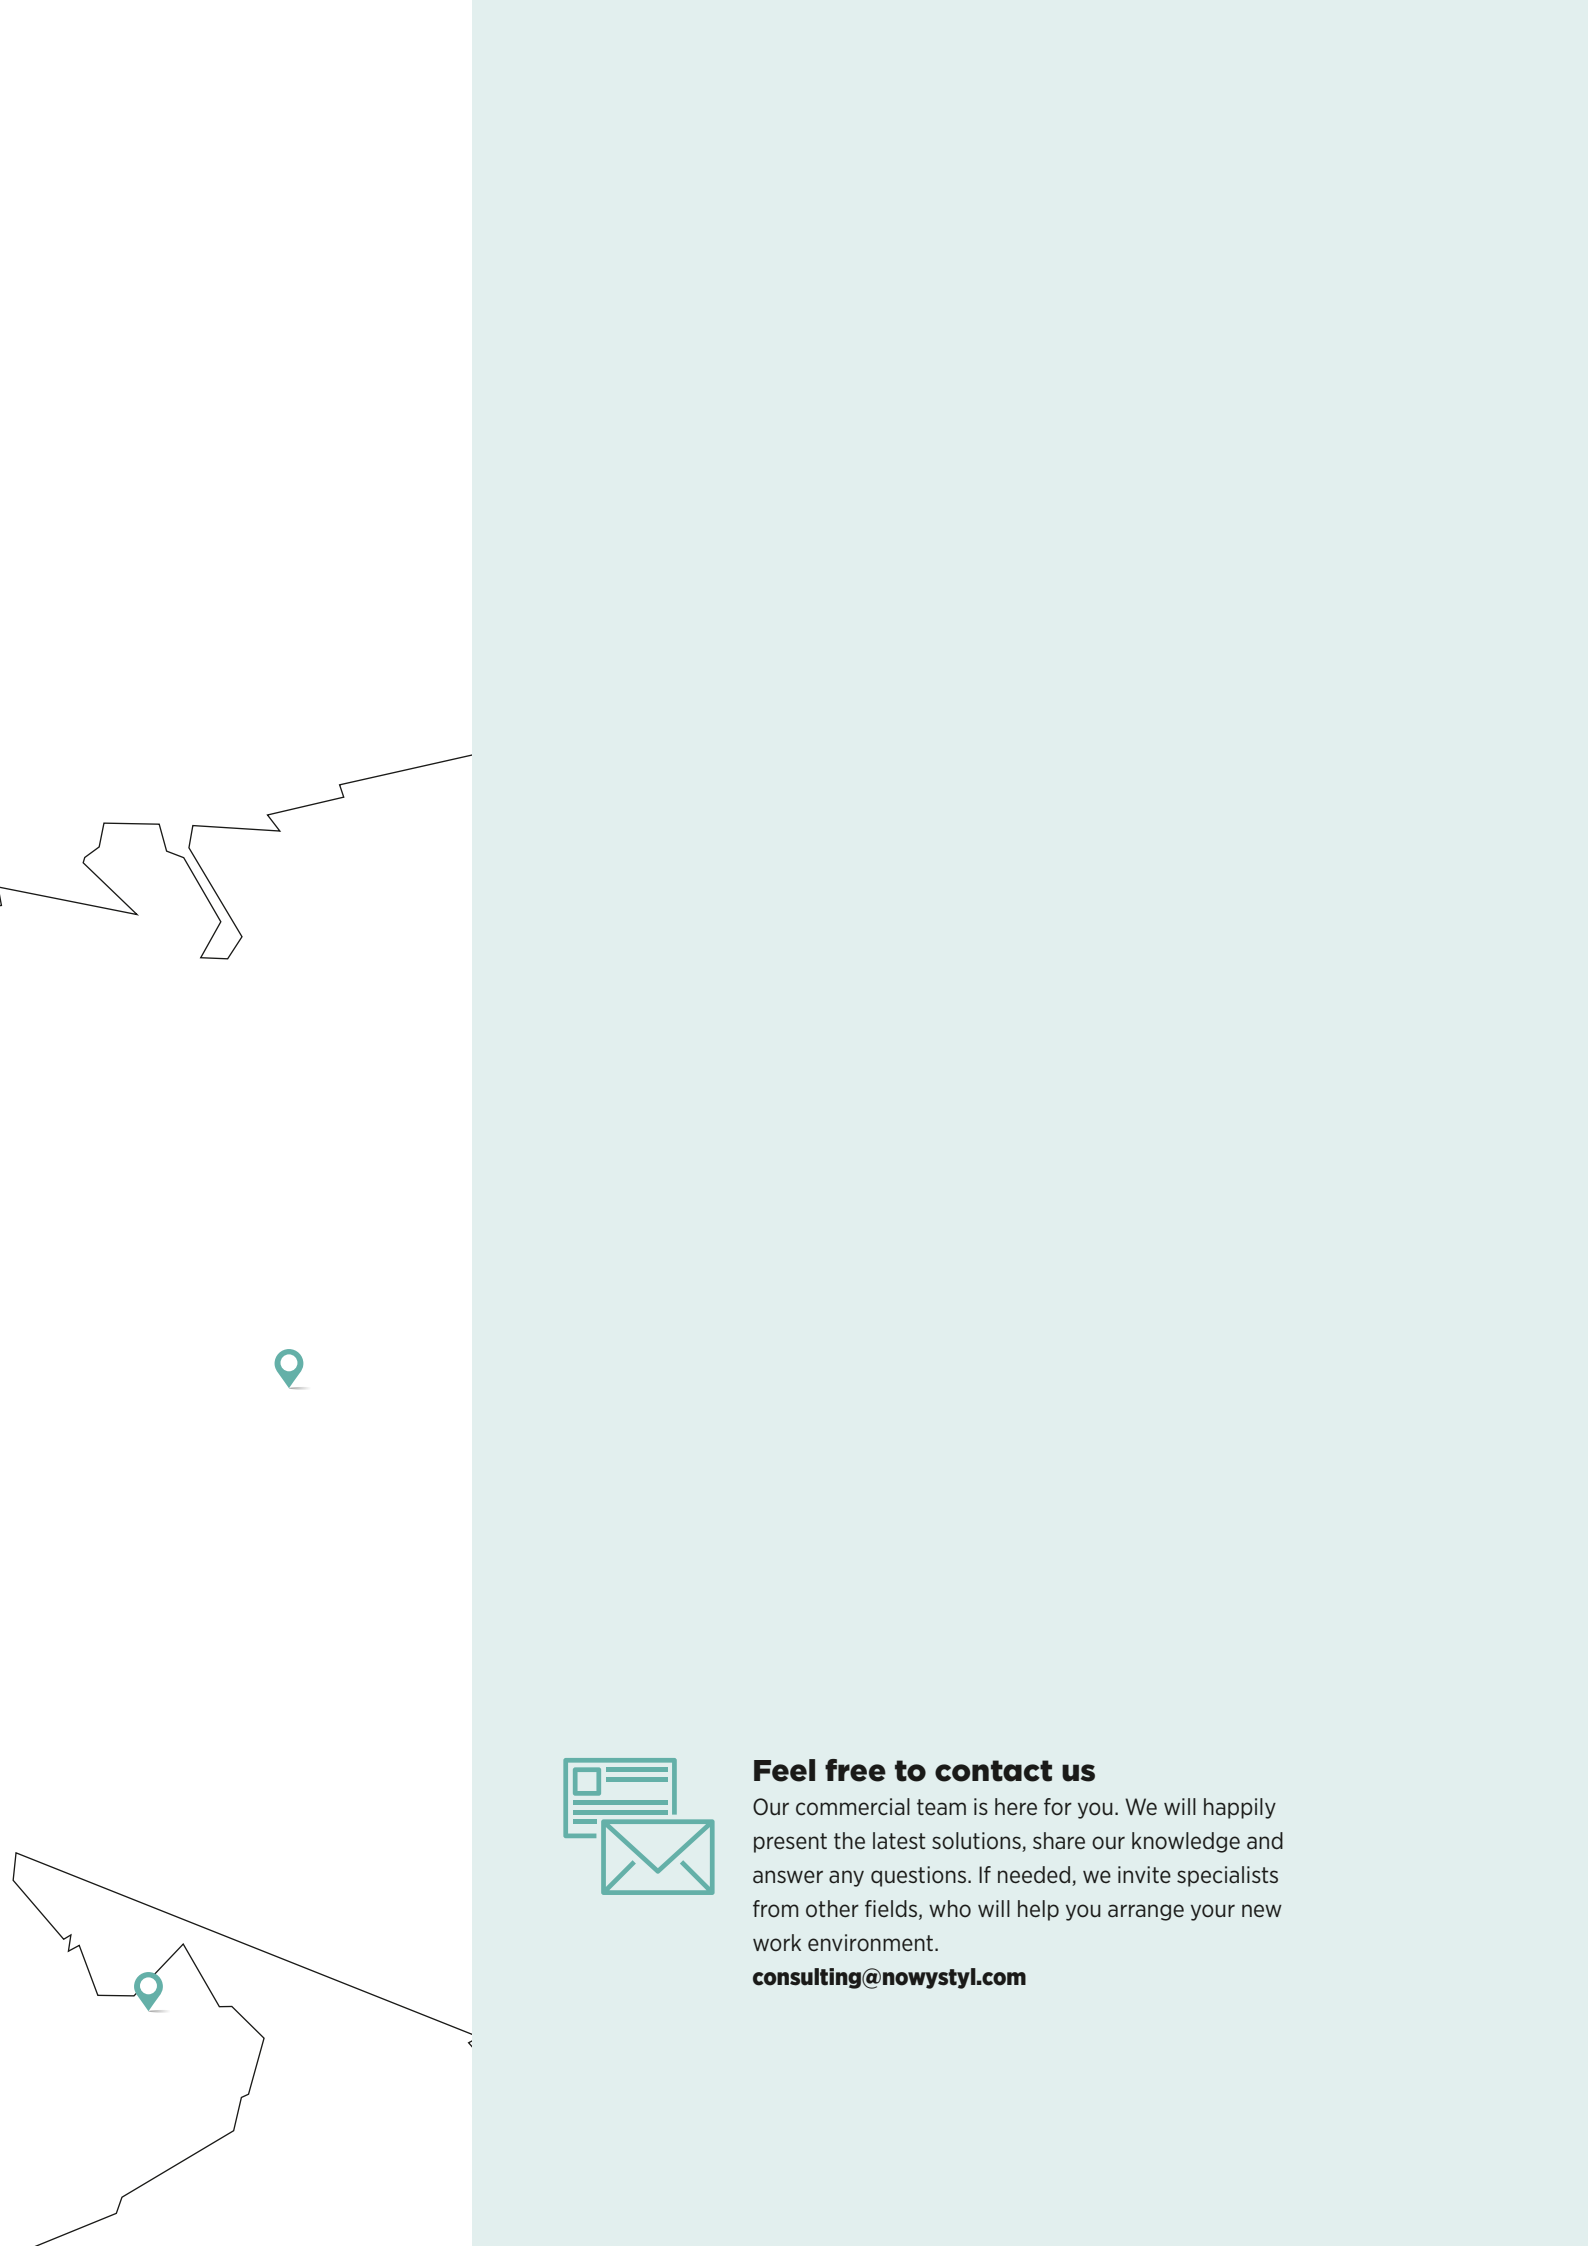 Feel free to contact us
Our commercial team is here for you. We will happily
present the latest solutions, share our knowledge and
answer any questions. If needed, we invite specialists
from other fields, who will help you arrange your new
work environment.
consulting@nowystyl.com